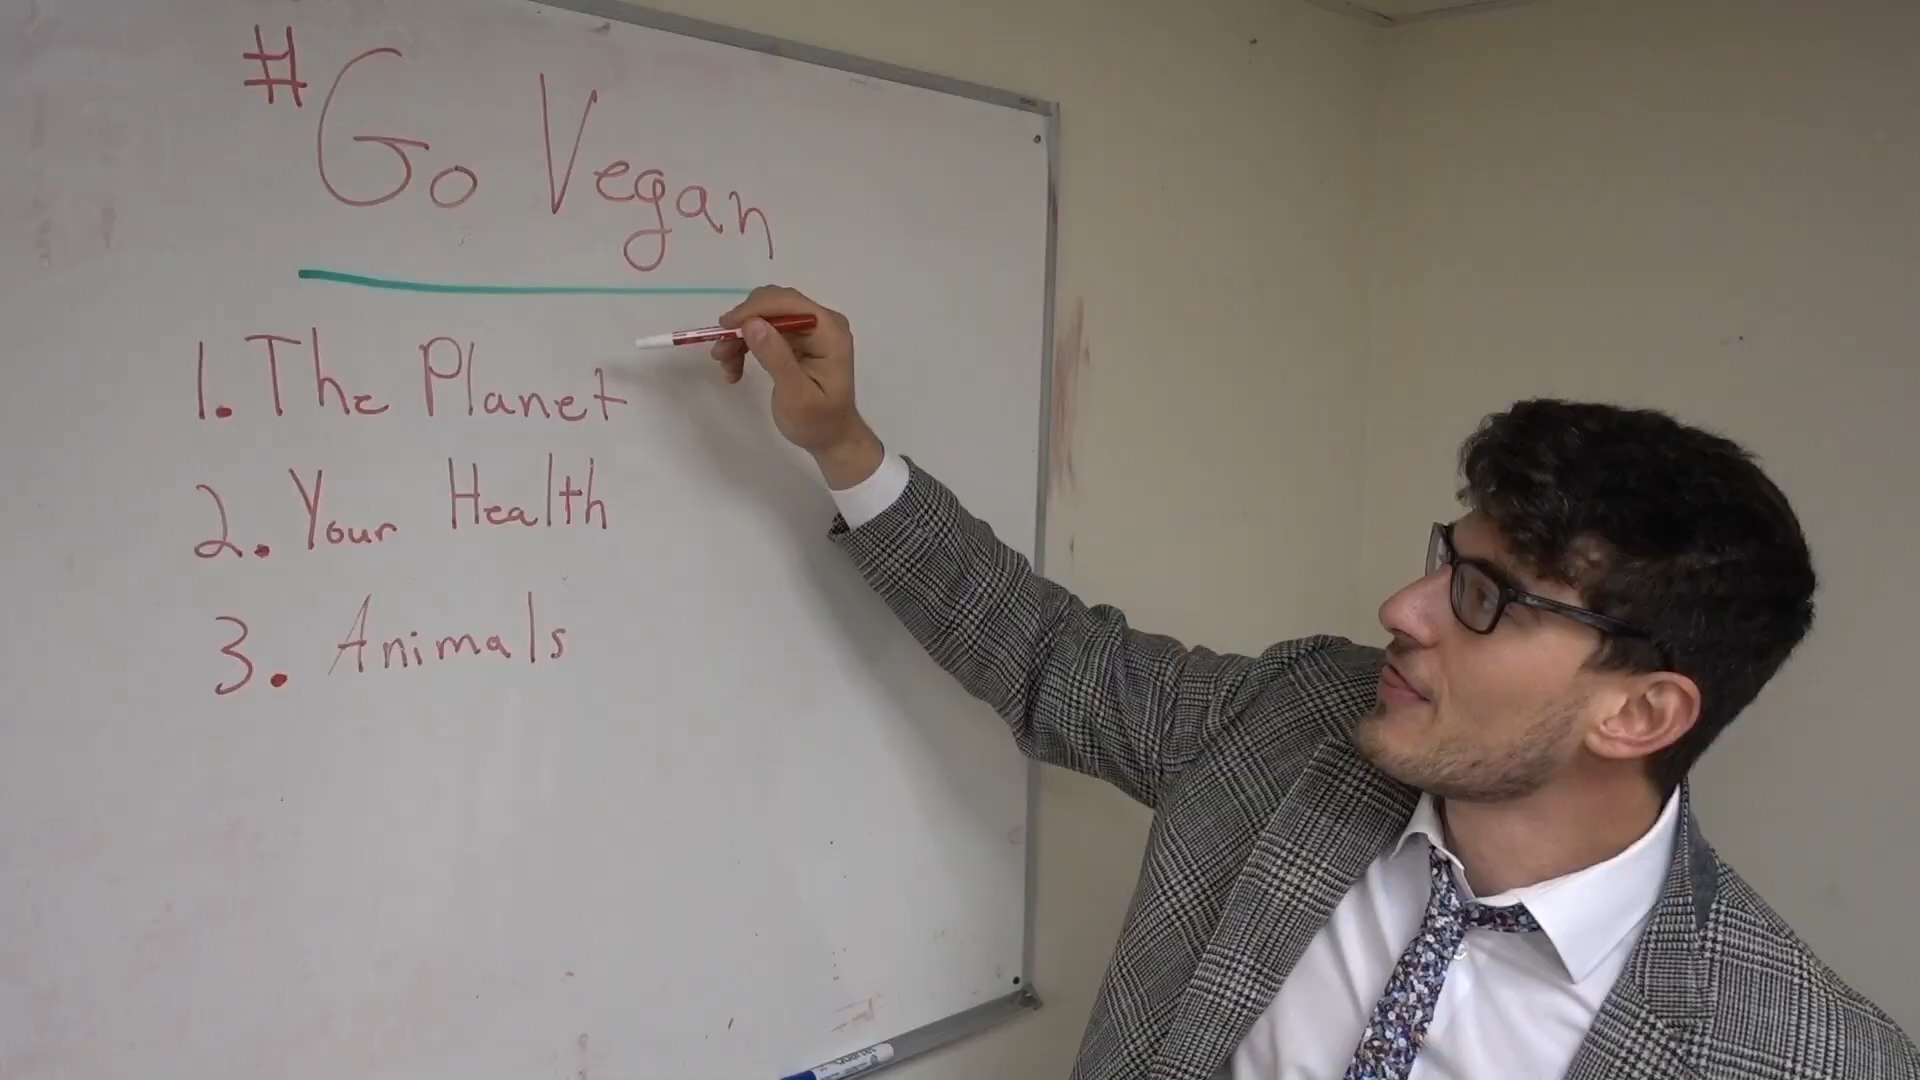 #Go Vegan
1. The Planet
2. Your Health
3. Animals